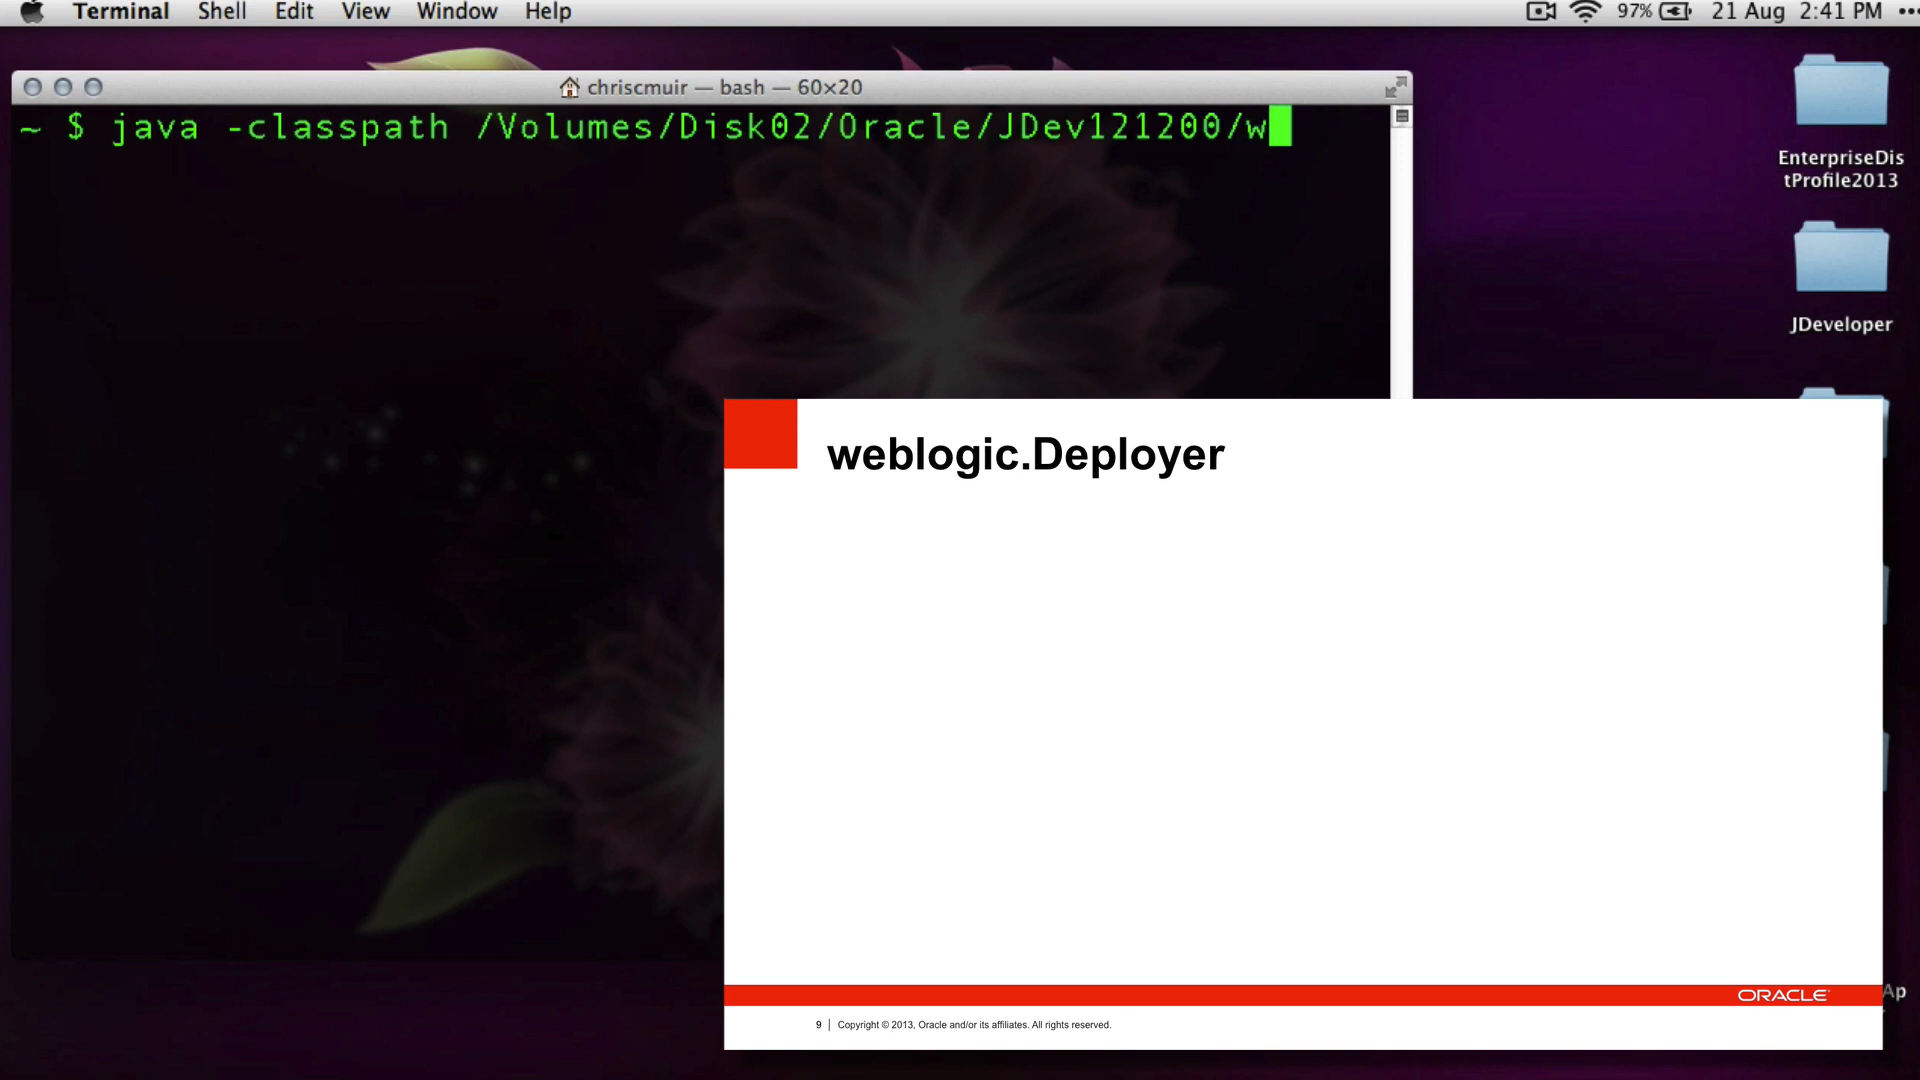 Terminal Shell Edit View Window Help 97% 21 Aug 2:41 PM
chriscmuir — bash — 60×20
~ $ java -classpath /Volumes/Disk02/Oracle/JDev121200/w
EnterpriseDis
tProfile2013
JDeveloper
weblogic.Deployer
ORACLE
Ap
9 | Copyright © 2013, Oracle and/or its affiliates. All rights reserved.